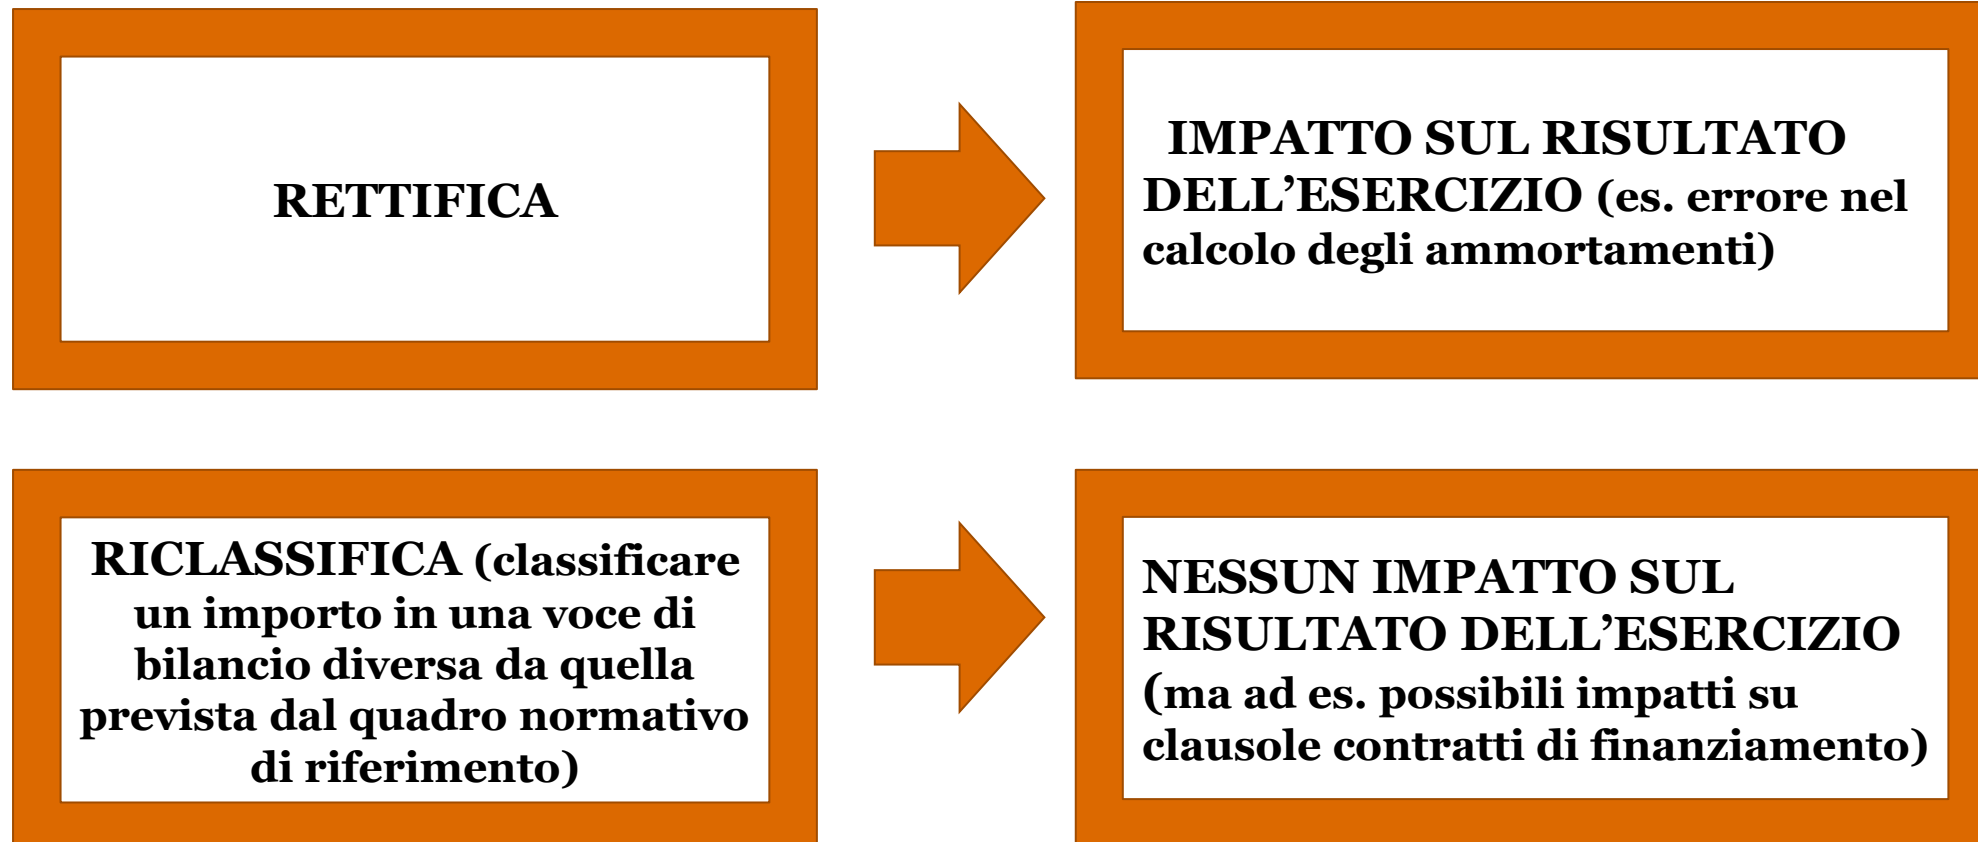 RETTIFICA
IMPATTO SUL RISULTATO
DELL’ESERCIZIO (es. errore nel
calcolo degli ammortamenti)
RICLASSIFICA (classificare
un importo in una voce di
bilancio diversa da quella
prevista dal quadro normativo
di riferimento)
NESSUN IMPATTO SUL
RISULTATO DELL’ESERCIZIO
(ma ad es. possibili impatti su
clausole contratti di finanziamento)